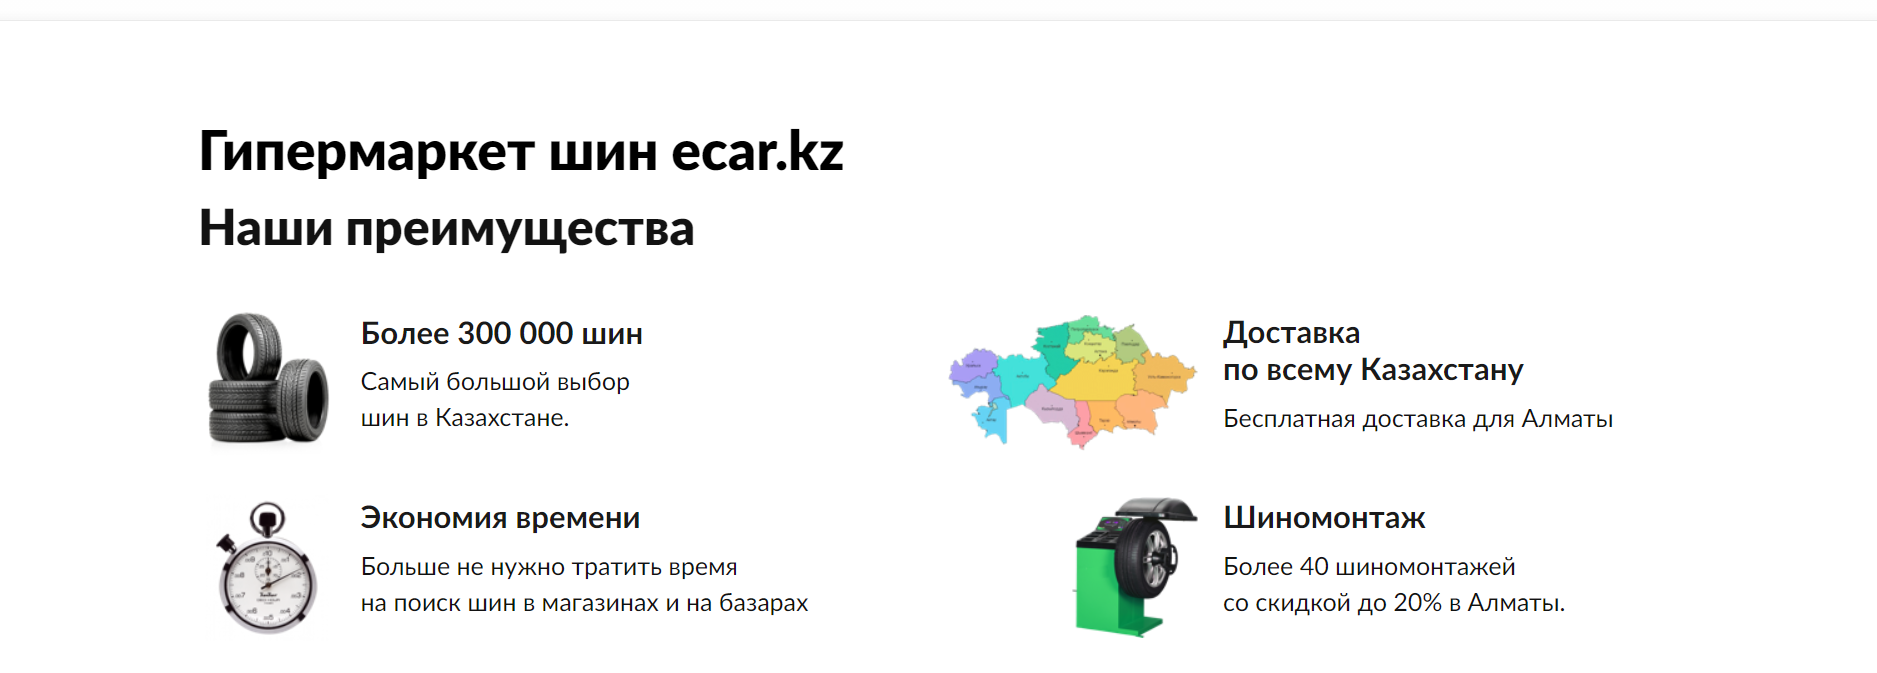 Гипермаркет шин ecar.kz
Наши преимущества
Более 300 000 шин
Самый большой выбор
шин в Казахстане.
Доставка
по всему Казахстану
Бесплатная доставка для Алматы
Экономия времени
Больше не нужно тратить время
на поиск шин в магазинах и на базарах
Шиномонтаж
Более 40 шиномонтажей
со скидкой до 20% в Алматы.